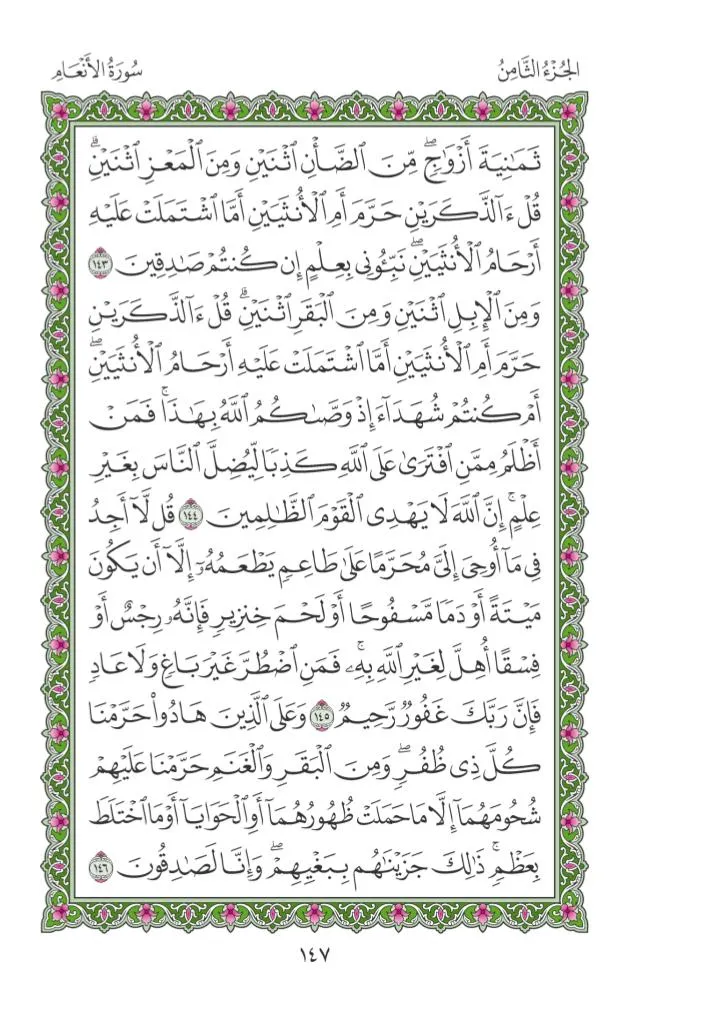 الجُزْءُ الثَّامِنُ
سُورَةُ الأَنْعَامِ
ثَمَٰنِيَةَ أَزْوَٰجٖۖ مِّنَ ٱلضَّأْنِ ٱثْنَيْنِ وَمِنَ ٱلْمَعْزِ ٱثْنَيْنِۗ
قُلْ ءَآلذَّكَرَيْنِ حَرَّمَ أَمِ ٱلْأُنثَيَيْنِ أَمَّا ٱشْتَمَلَتْ عَلَيْهِ
أَرْحَامُ ٱلْأُنثَيَيْنِۖ نَبِّـُٔونِي بِعِلْمٍ إِن كُنتُمْ صَٰدِقِينَ ١٤٣
وَمِنَ ٱلْإِبِلِ ٱثْنَيْنِ وَمِنَ ٱلْبَقَرِ ٱثْنَيْنِۗ قُلْ ءَآلذَّكَرَيْنِ
حَرَّمَ أَمِ ٱلْأُنثَيَيْنِ أَمَّا ٱشْتَمَلَتْ عَلَيْهِ أَرْحَامُ ٱلْأُنثَيَيْنِۖ
أَمْ كُنتُمْ شُهَدَآءَ إِذْ وَصَّىٰكُمُ ٱللَّهُ بِهَٰذَاۚ فَمَنْ
أَظْلَمُ مِمَّنِ ٱفْتَرَىٰ عَلَى ٱللَّهِ كَذِبًا لِّيُضِلَّ ٱلنَّاسَ بِغَيْرِ
عِلْمٍۚ إِنَّ ٱللَّهَ لَا يَهْدِي ٱلْقَوْمَ ٱلظَّٰلِمِينَ ١٤٤ قُل لَّآ أَجِدُ
فِي مَآ أُوحِيَ إِلَيَّ مُحَرَّمًا عَلَىٰ طَاعِمٍ يَطْعَمُهُۥٓ إِلَّآ أَن يَكُونَ
مَيْتَةً أَوْ دَمًا مَّسْفُوحًا أَوْ لَحْمَ خِنزِيرٍ فَإِنَّهُۥ رِجْسٌ أَوْ
فِسْقًا أُهِلَّ لِغَيْرِ ٱللَّهِ بِهِۦۚ فَمَنِ ٱضْطُرَّ غَيْرَ بَاغٍ وَلَا عَادٍ
فَإِنَّ رَبَّكَ غَفُورٌ رَّحِيمٌ ١٤٥ وَعَلَى ٱلَّذِينَ هَادُوا۟ حَرَّمْنَا
كُلَّ ذِي ظُفُرٍۖ وَمِنَ ٱلْبَقَرِ وَٱلْغَنَمِ حَرَّمْنَا عَلَيْهِمْ
شُحُومَهُمَآ إِلَّا مَا حَمَلَتْ ظُهُورُهُمَآ أَوِ ٱلْحَوَايَآ أَوْ مَا ٱخْتَلَطَ
بِعَظْمٍۚ ذَٰلِكَ جَزَيْنَٰهُم بِبَغْيِهِمْۖ وَإِنَّا لَصَٰدِقُونَ ١٤٦
١٤٧